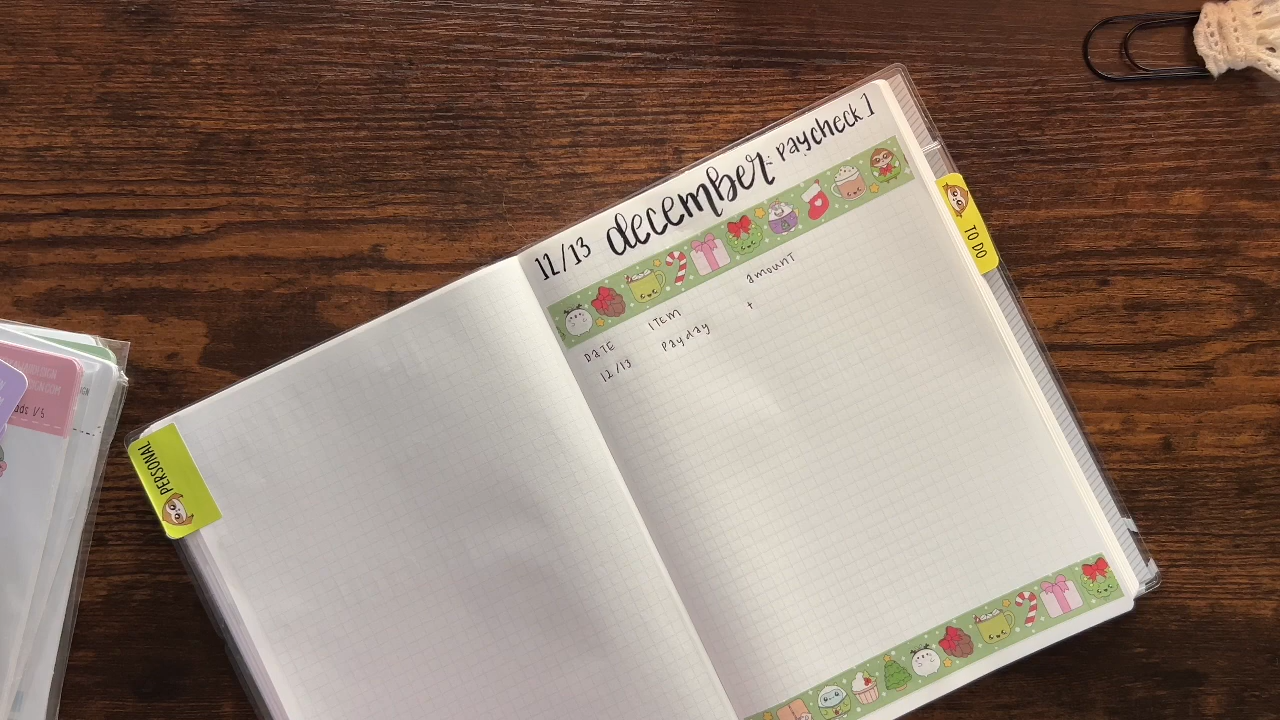 12/13 december: paycheck 1
DATE ITEM amount
12/13 Payday +
TO DO
PERSONAL